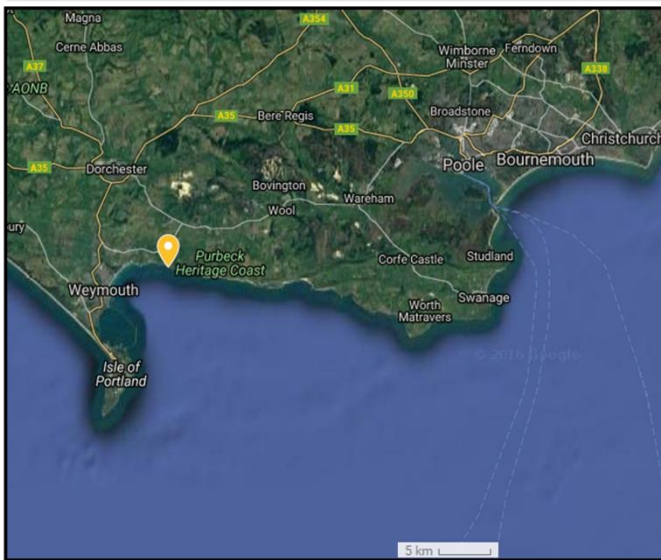 Magna
Cerne Abbas
A354
Wimborne
Minster
Ferndown
A37
AONB
A31
A350
A338
Broadstone
A35
Bere Regis
A35
Christchurch
Poole
Bournemouth
A35
Dorchester
Bovington
Wareham
Wool
bury
Purbeck
Heritage Coast
Corfe Castle
Studland
Weymouth
Swanage
Worth
Matravers
© 2016 Google
Isle of
Portland
5 km